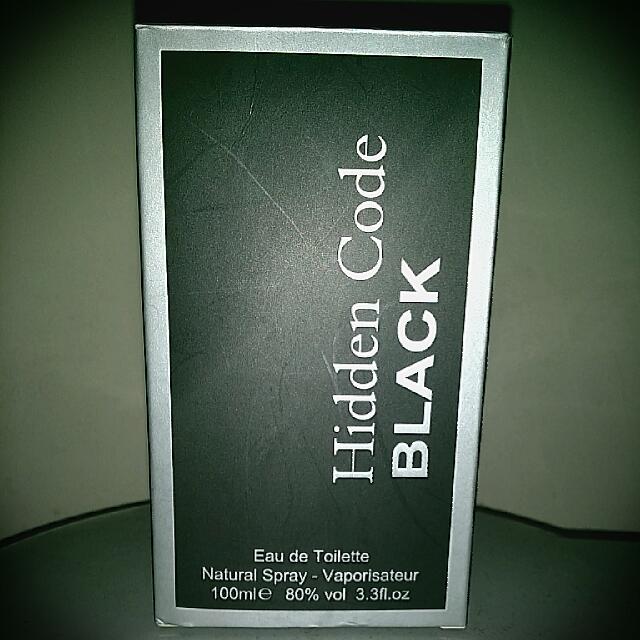 Hidden Code
BLACK
Eau de Toilette
Natural Spray - Vaporisateur
100ml℮ 80% vol 3.3fl.oz